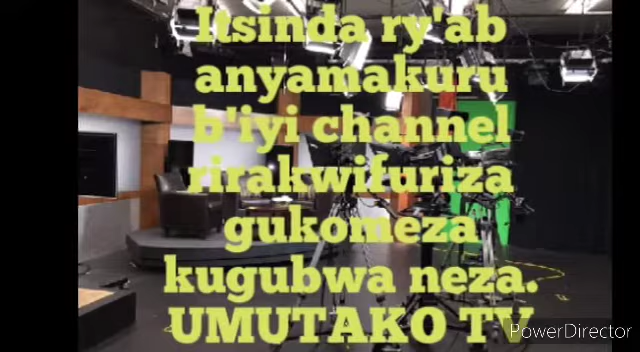 Itsinda ry'ab
anyamakuru
b'iyi channel
rirakwifuriza
gukomeza
kugubwa neza.
UMUTAKO TV
PowerDirector